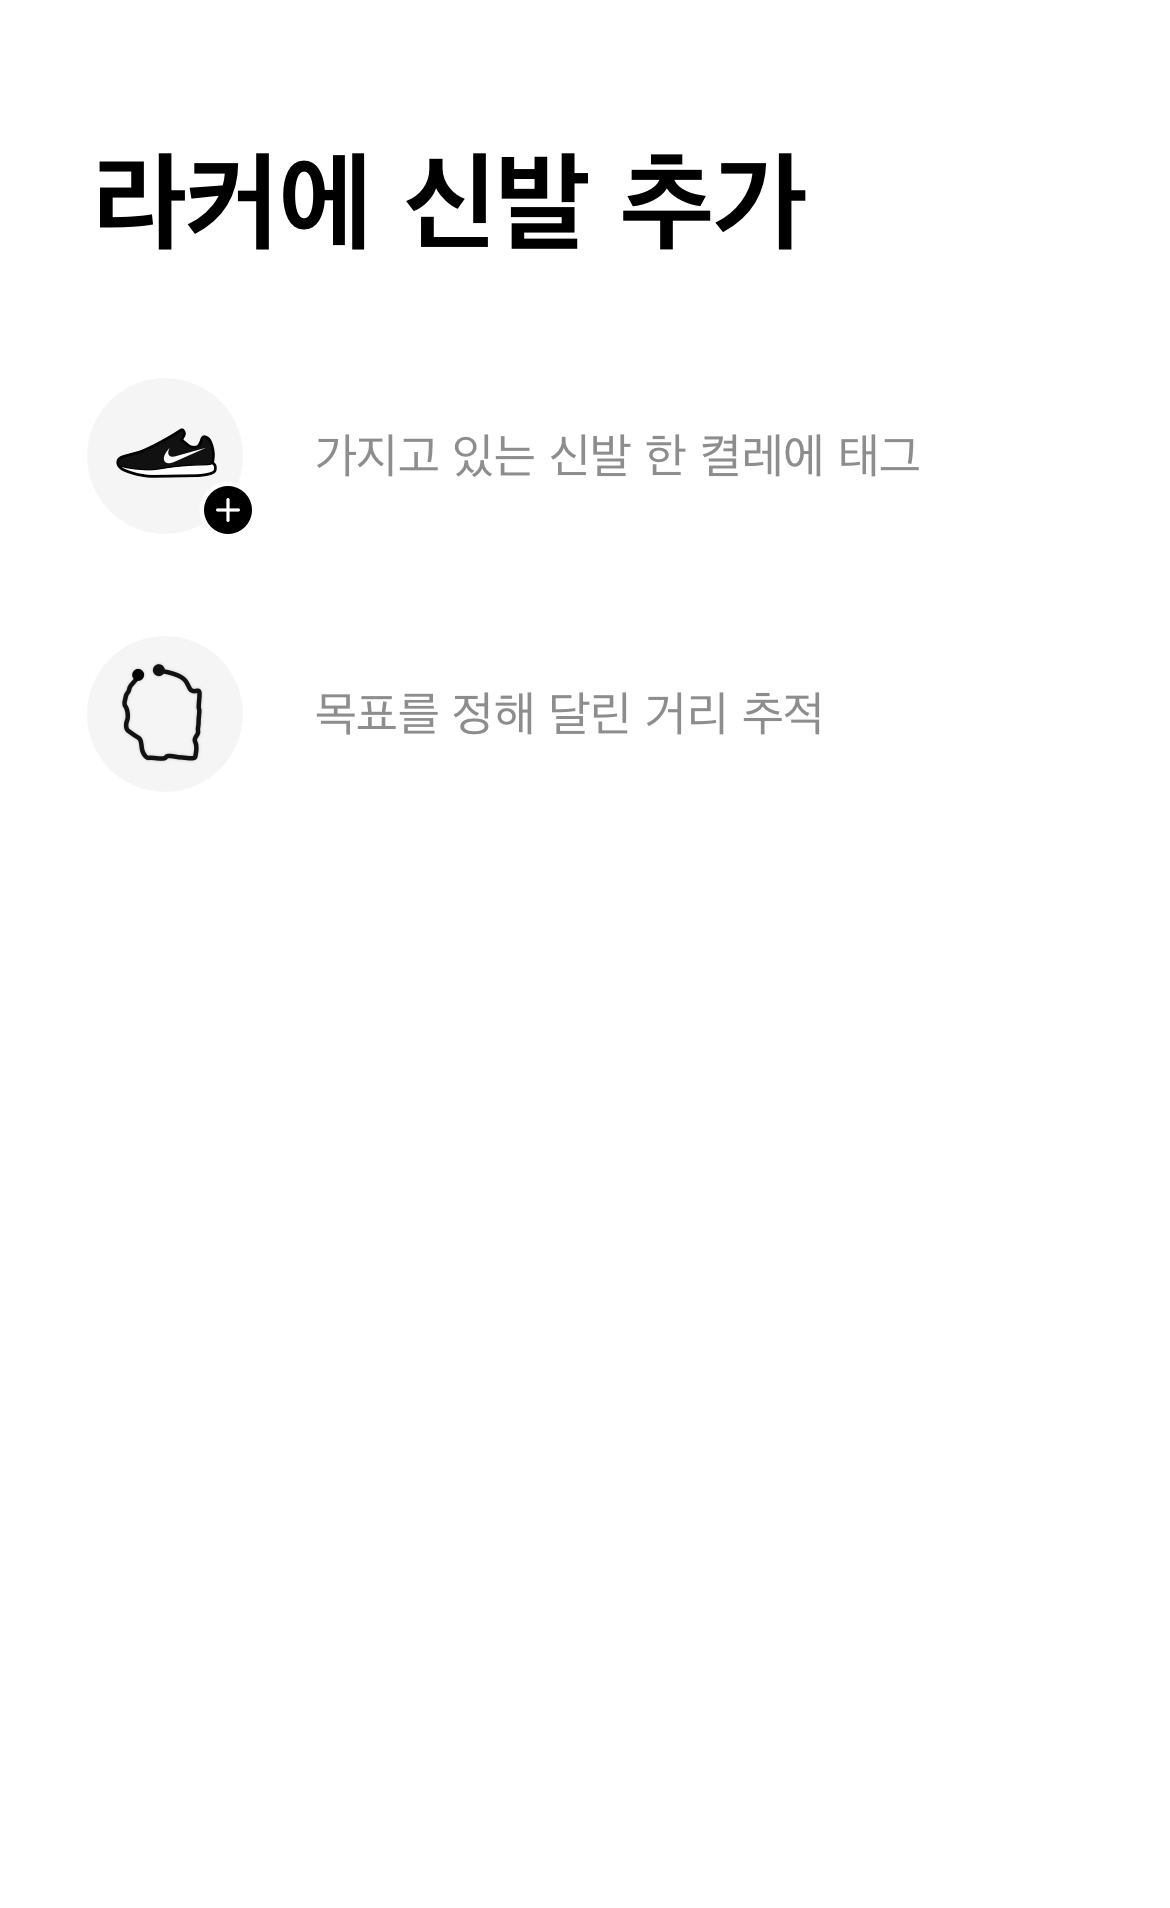 라커에 신발 추가
가지고 있는 신발 한 켤레에 태그
목표를 정해 달린 거리 추적